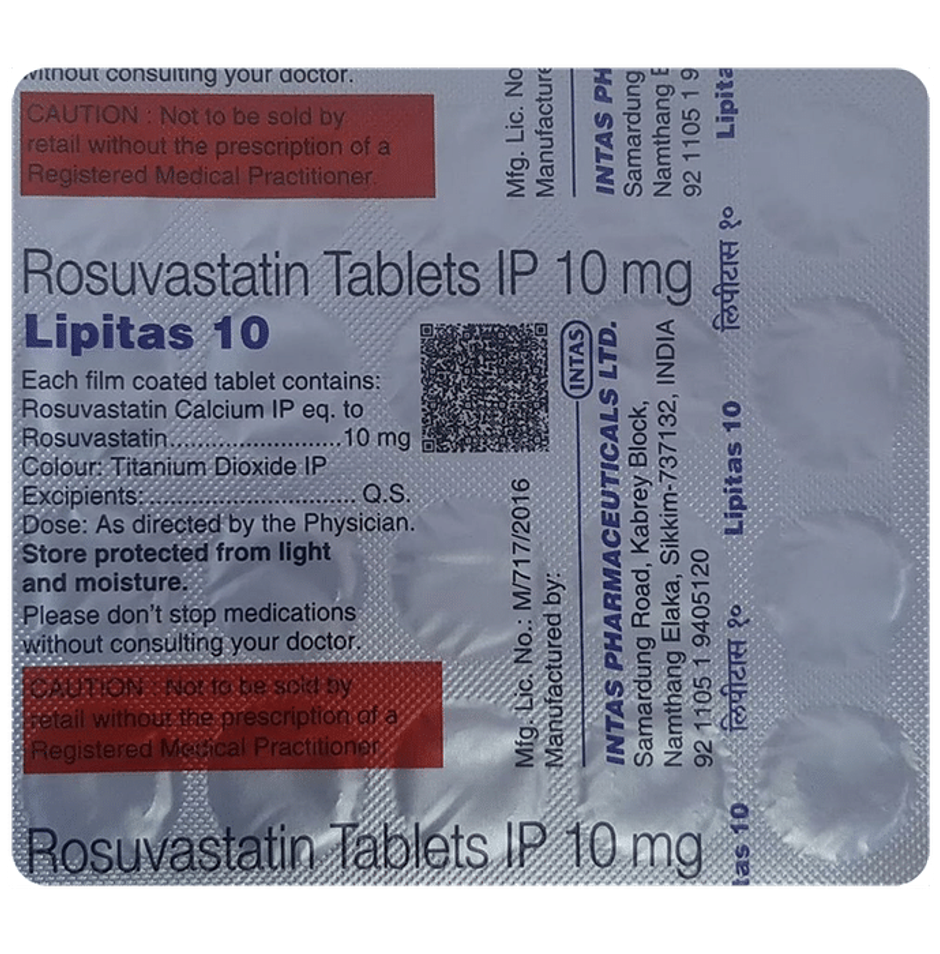 without consulting your doctor.
CAUTION : Not to be sold by
retail without the prescription of a
Registered Medical Practitioner.
Mfg. Lic. No
Manufacture
INTAS PH
Samardung
Namthang E
92 1105 1 9
Lipita
Rosuvastatin Tablets IP 10 mg
Lipitas 10
Each film coated tablet contains:
Rosuvastatin Calcium IP eq. to
Rosuvastatin........................10 mg
Colour: Titanium Dioxide IP
Excipients:.............................. Q.S.
Dose: As directed by the Physician.
Store protected from light
and moisture.
Please don't stop medications
without consulting your doctor.
CAUTION : Not to be sold by
retail without the prescription of a
Registered Medical Practitioner.
Mfg. Lic. No.: M/717/2016
Manufactured by:
INTAS
INTAS PHARMACEUTICALS LTD.
Samardung Road, Kabrey Block,
Namthang Elaka, Sikkim-737132, INDIA
92 1105 1 9405120
लिपीटास १०
Lipitas 10
लिपीटास १०
tas 10
Rosuvastatin Tablets IP 10 mg